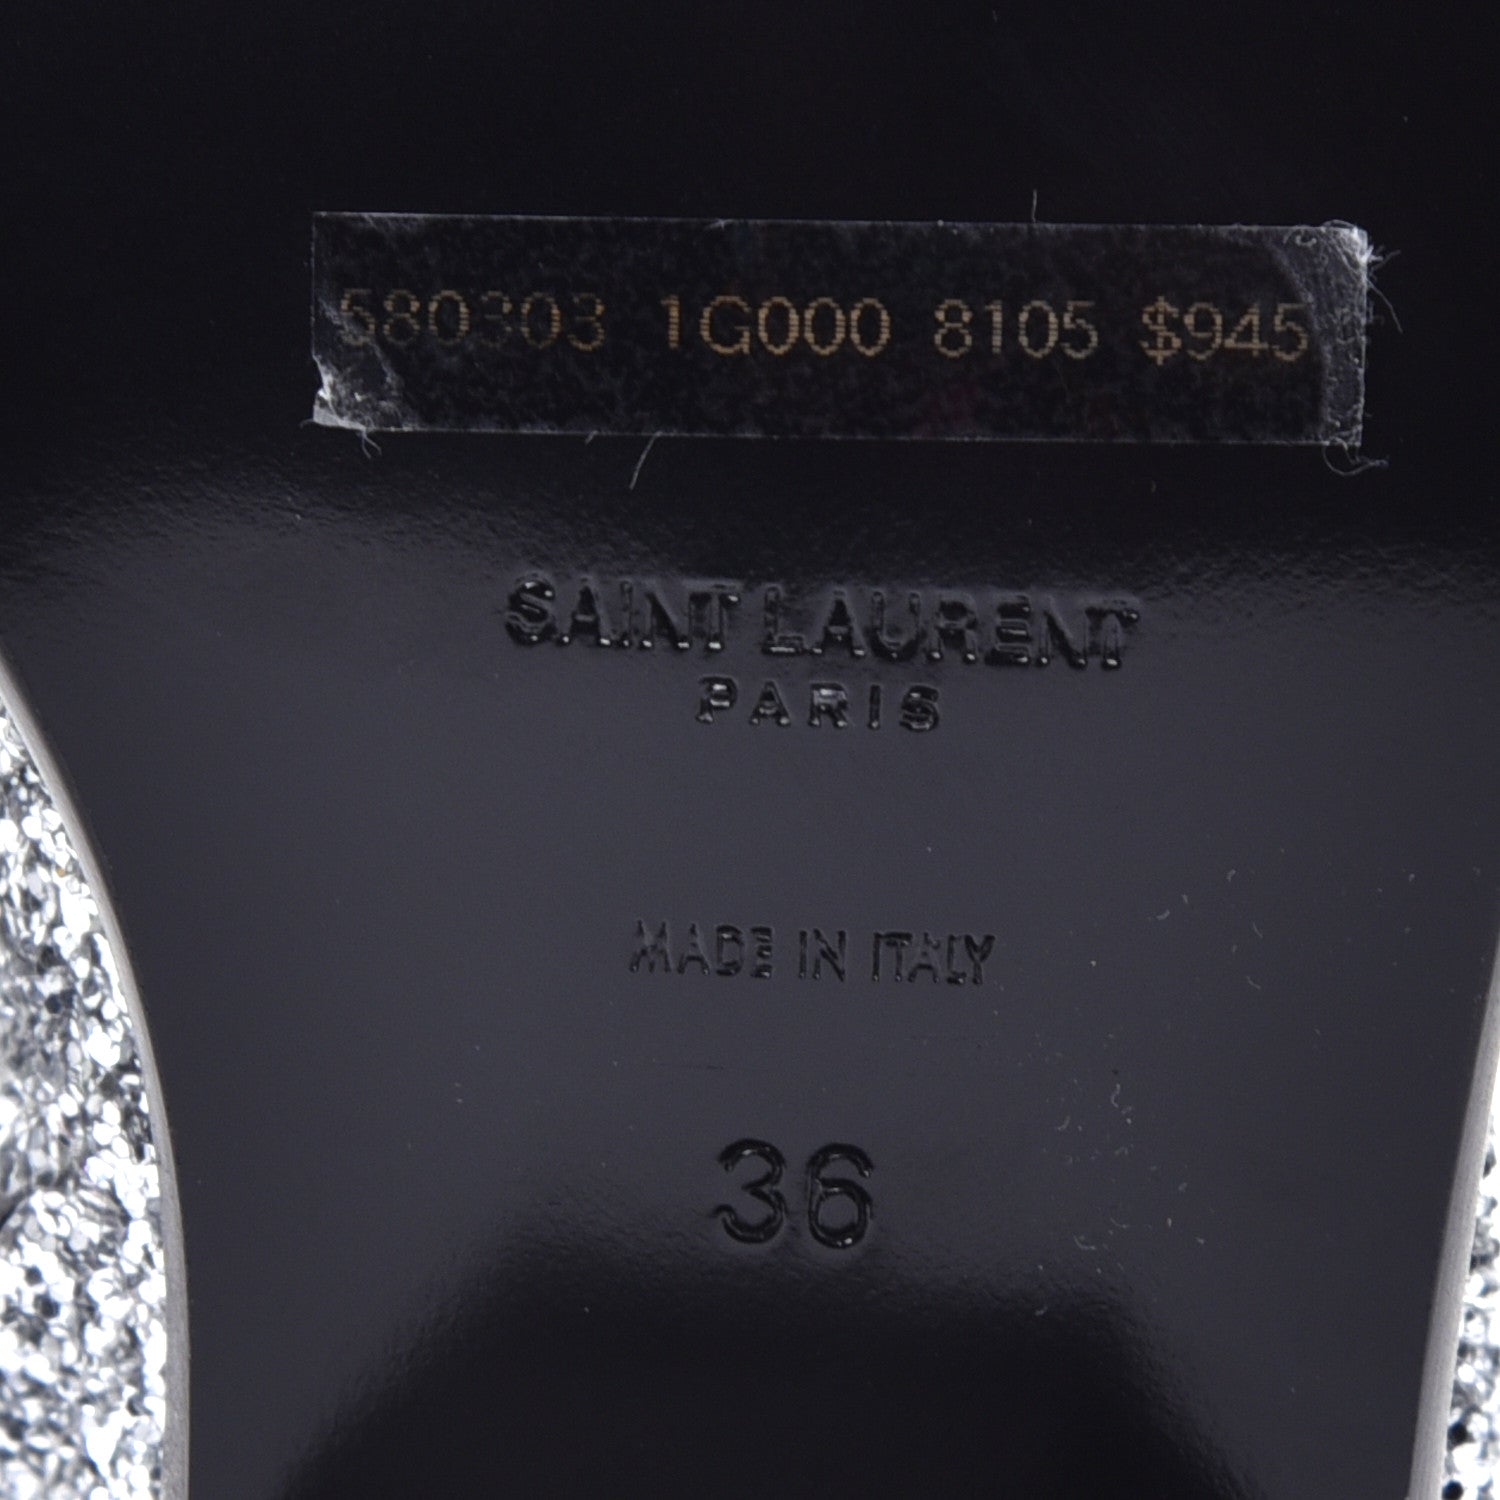 580303 1G000 8105 $945
SAINT LAURENT
PARIS
MADE IN ITALY
36